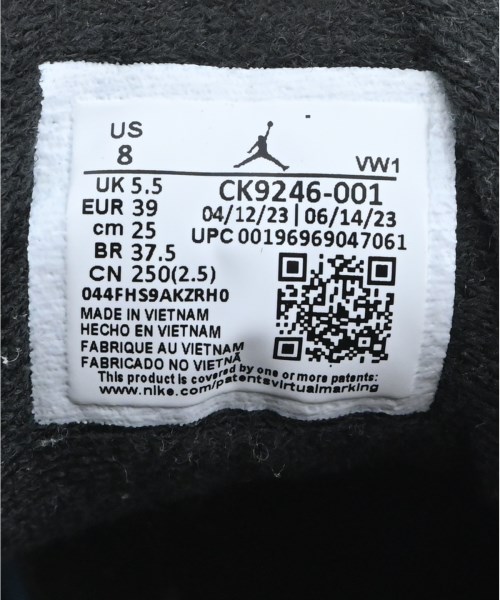 US
8
VW1
UK 5.5
EUR 39
cm 25
BR 37.5
CN 250(2.5)
044FHS9AKZRH0
CK9246-001
04/12/23 | 06/14/23
UPC 00196969047061
MADE IN VIETNAM
HECHO EN VIETNAM
FABRIQUE AU VIETNAM
FABRICADO NO VIETNÃ
This product is covered by one or more patents:
www.nike.com/patentsvirtualmarking